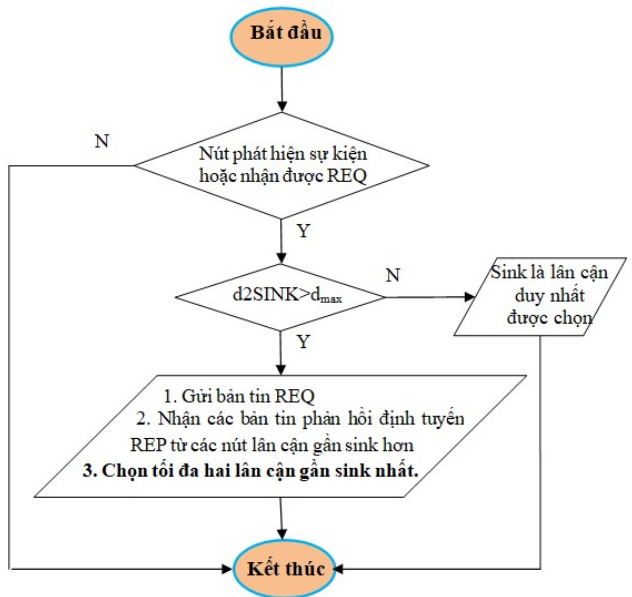 Bắt đầu
N
Nút phát hiện sự kiện
hoặc nhận được REQ
Y
d2SINK>dmax
N
Sink là lân cận
duy nhất
được chọn
Y
1. Gửi bản tin REQ
2. Nhận các bản tin phản hồi định tuyến
REP từ các nút lân cận gần sink hơn
3. Chọn tối đa hai lân cận gần sink nhất.
Kết thúc